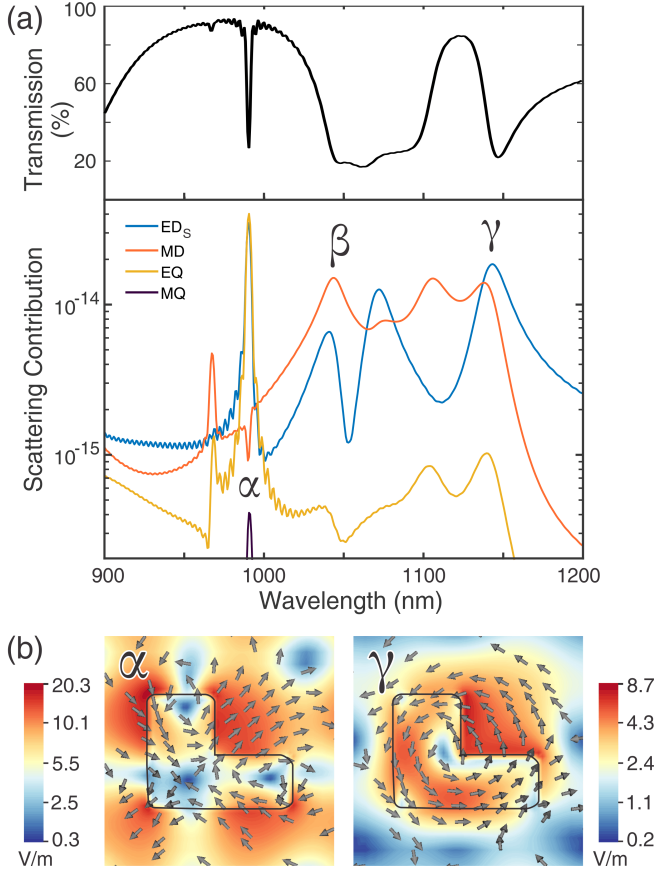 (a)
100
60
20
Transmission
(%)
ED_S
MD
EQ
MQ
β
γ
α
10^-14
10^-15
Scattering Contribution
900
1000
1100
1200
Wavelength (nm)
(b)
α
γ
20.3
10.1
5.5
2.5
0.3
V/m
8.7
4.3
2.2
1.1
0.2
V/m